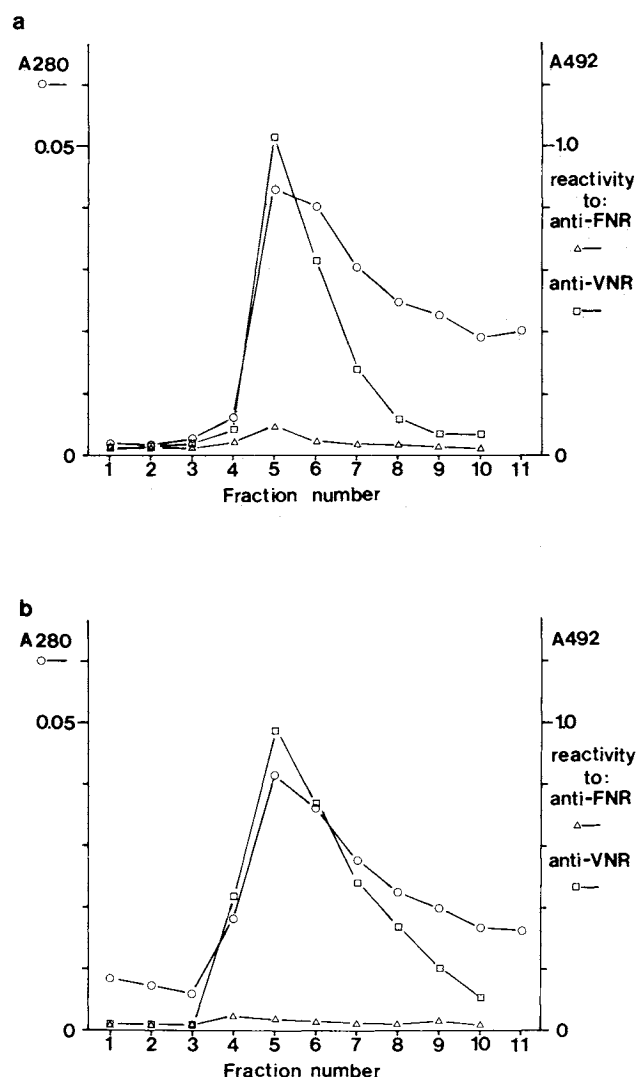 a
A280
A492
0.05
1.0
reactivity
to:
anti-FNR
anti-VNR
0
0
1 2 3 4 5 6 7 8 9 10 11
Fraction number
b
A280
A492
0.05
1.0
reactivity
to:
anti-FNR
anti-VNR
0
0
1 2 3 4 5 6 7 8 9 10 11
Fraction number